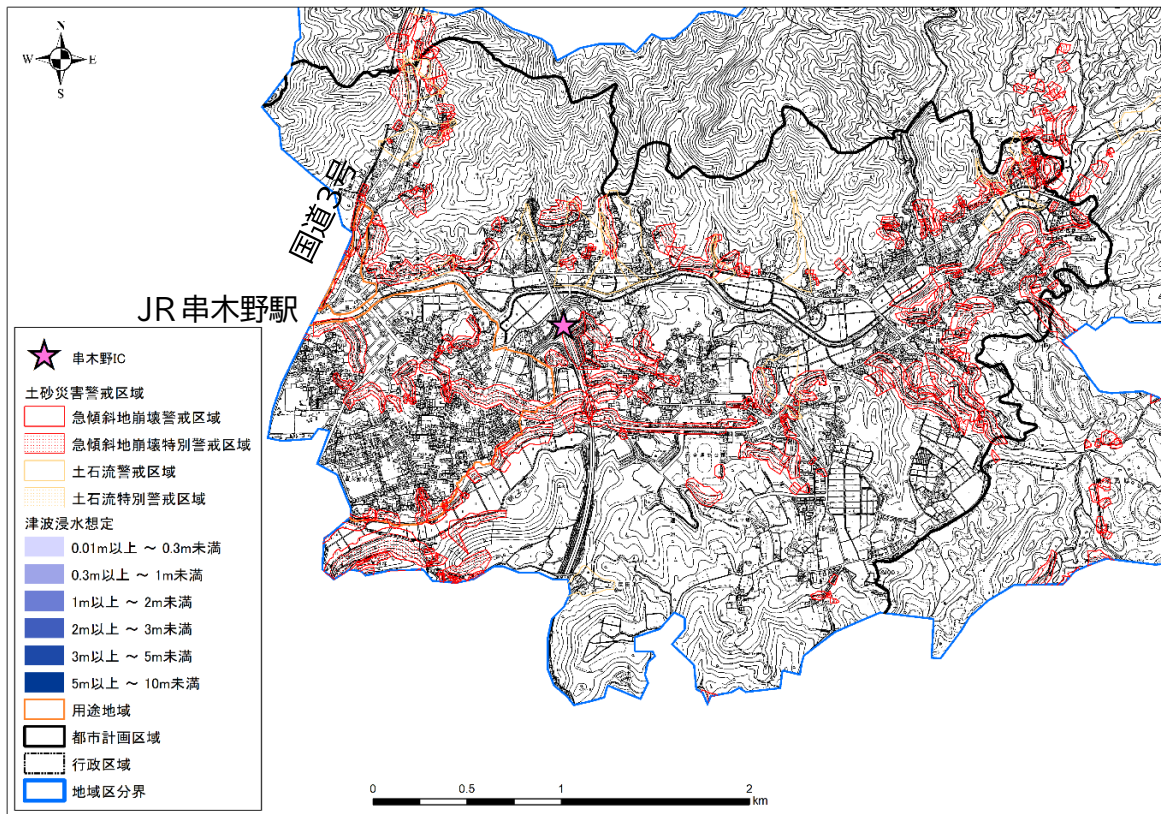 N
W E
S
国道3号
JR串木野駅
串木野IC
土砂災害警戒区域
急傾斜地崩壊警戒区域
急傾斜地崩壊特別警戒区域
土石流警戒区域
土石流特別警戒区域
津波浸水想定
0.01m以上 ～ 0.3m未満
0.3m以上 ～ 1m未満
1m以上 ～ 2m未満
2m以上 ～ 3m未満
3m以上 ～ 5m未満
5m以上 ～ 10m未満
用途地域
都市計画区域
行政区域
地域区分界
0 0.5 1 2
km